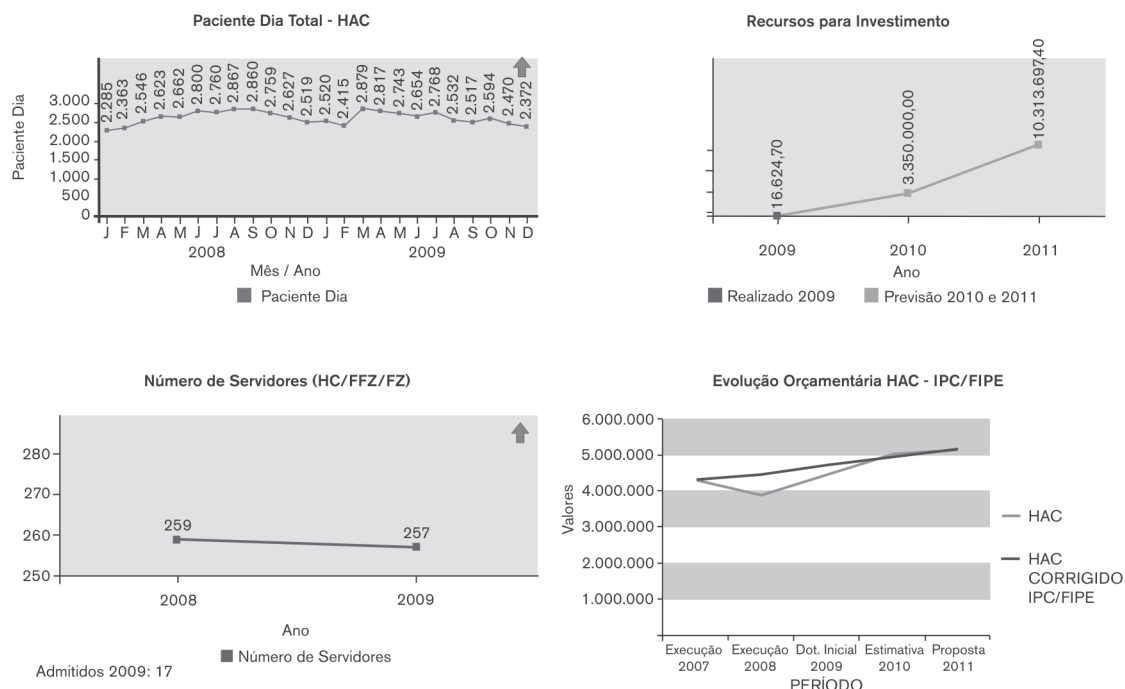 Paciente Dia Total - HAC
Paciente Dia
3.000
2.500
2.000
1.500
1.000
500
0
2.285
2.363
2.546
2.623
2.662
2.800
2.760
2.867
2.860
2.759
2.627
2.519
2.520
2.415
2.879
2.817
2.743
2.654
2.768
2.532
2.517
2.594
2.470
2.372
J F M A M J J A S O N D J F M A M J J A S O N D
2008 2009
Mês / Ano
Paciente Dia
Recursos para Investimento
16.624,70
3.350.000,00
10.313.697,40
2009 2010 2011
Ano
Realizado 2009 Previsão 2010 e 2011
Número de Servidores (HC/FFZ/FZ)
280
270
260
250
259
257
2008 2009
Ano
Número de Servidores
Admitidos 2009: 17
Evolução Orçamentária HAC - IPC/FIPE
Valores
6.000.000
5.000.000
4.000.000
3.000.000
2.000.000
1.000.000
Execução 2007
Execução 2008
Dot. Inicial 2009
Estimativa 2010
Proposta 2011
PERÍODO
HAC
HAC
CORRIGIDO
IPC/FIPE